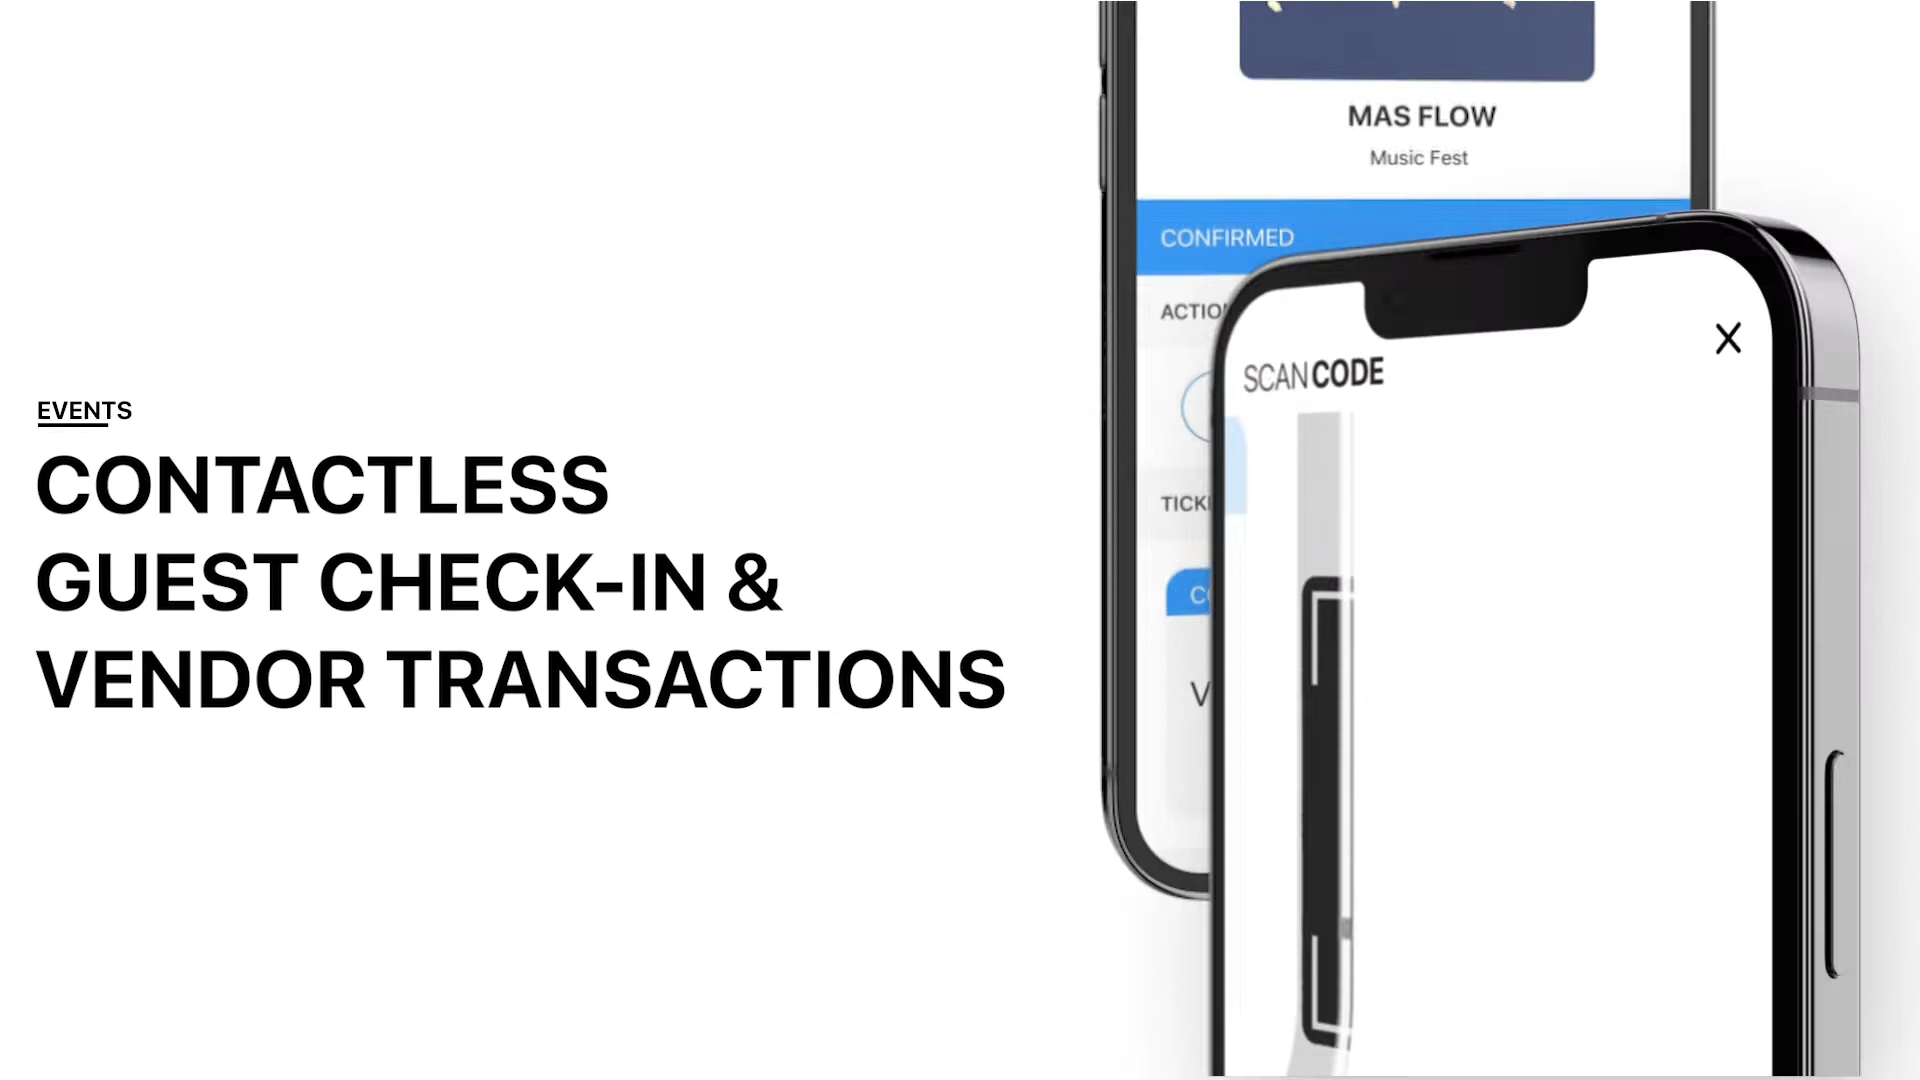 MAS FLOW
Music Fest
CONFIRMED
SCAN CODE
X
EVENTS
CONTACTLESS
GUEST CHECK-IN &
VENDOR TRANSACTIONS